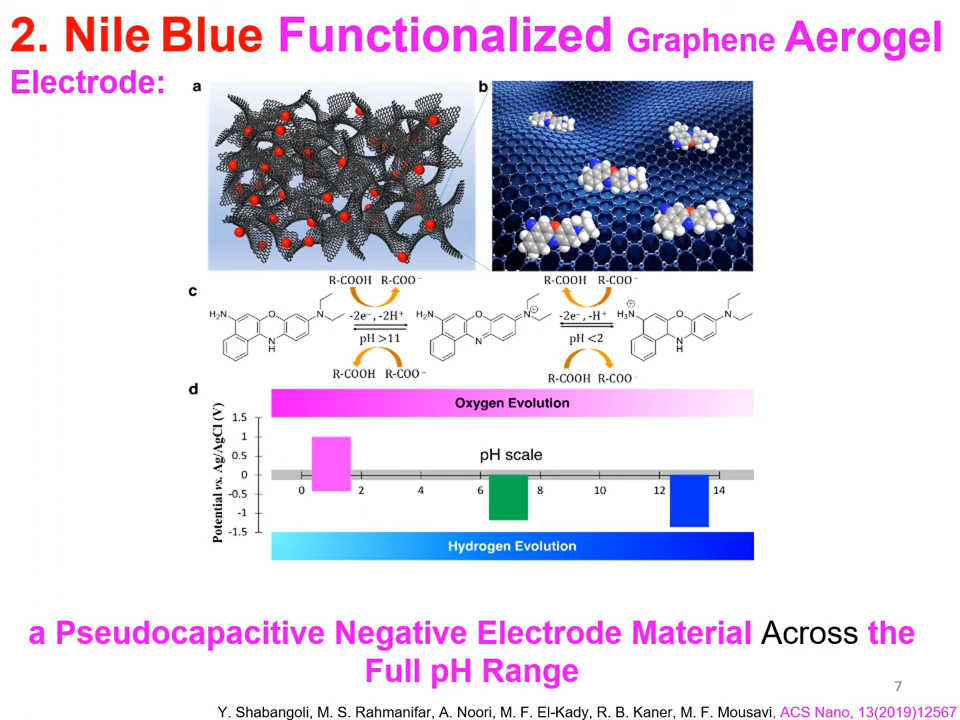 2. Nile Blue Functionalized Graphene Aerogel
Electrode:
a
b
R-COOH R-COO⁻
R-COOH R-COO⁻
c
H₂N
O
N
N
H
-2e⁻, -2H⁺
pH >11
H₂N
O
N
N
-2e⁻, -H⁺
pH <2
H₃N
O
N
N
H
R-COOH R-COO⁻
R-COOH R-COO⁻
d
Oxygen Evolution
Potential vs. Ag/AgCl (V)
1.5
1
0.5
0
-0.5
-1
-1.5
pH scale
0 2 4 6 8 10 12 14
Hydrogen Evolution
a Pseudocapacitive Negative Electrode Material Across the
Full pH Range
7
Y. Shabangoli, M. S. Rahmanifar, A. Noori, M. F. El-Kady, R. B. Kaner, M. F. Mousavi, ACS Nano, 13(2019)12567